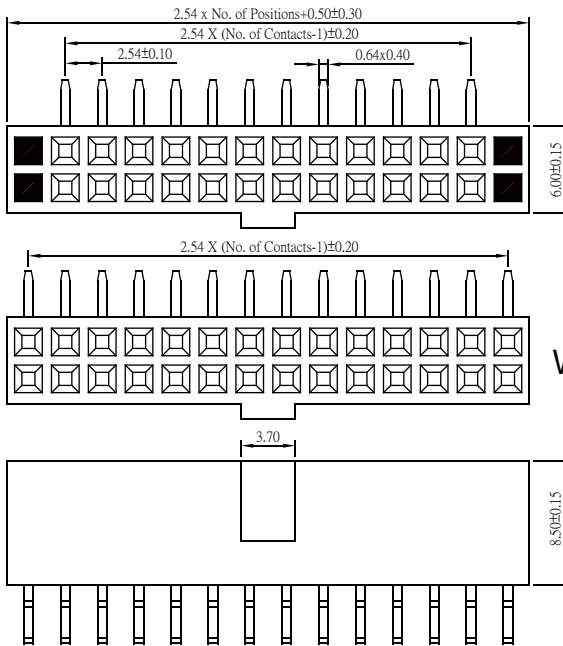 2.54 x No. of Positions+0.50±0.30
2.54 X (No. of Contacts-1)±0.20
2.54±0.10
0.64x0.40
6.00±0.15
2.54 X (No. of Contacts-1)±0.20
3.70
8.50±0.15